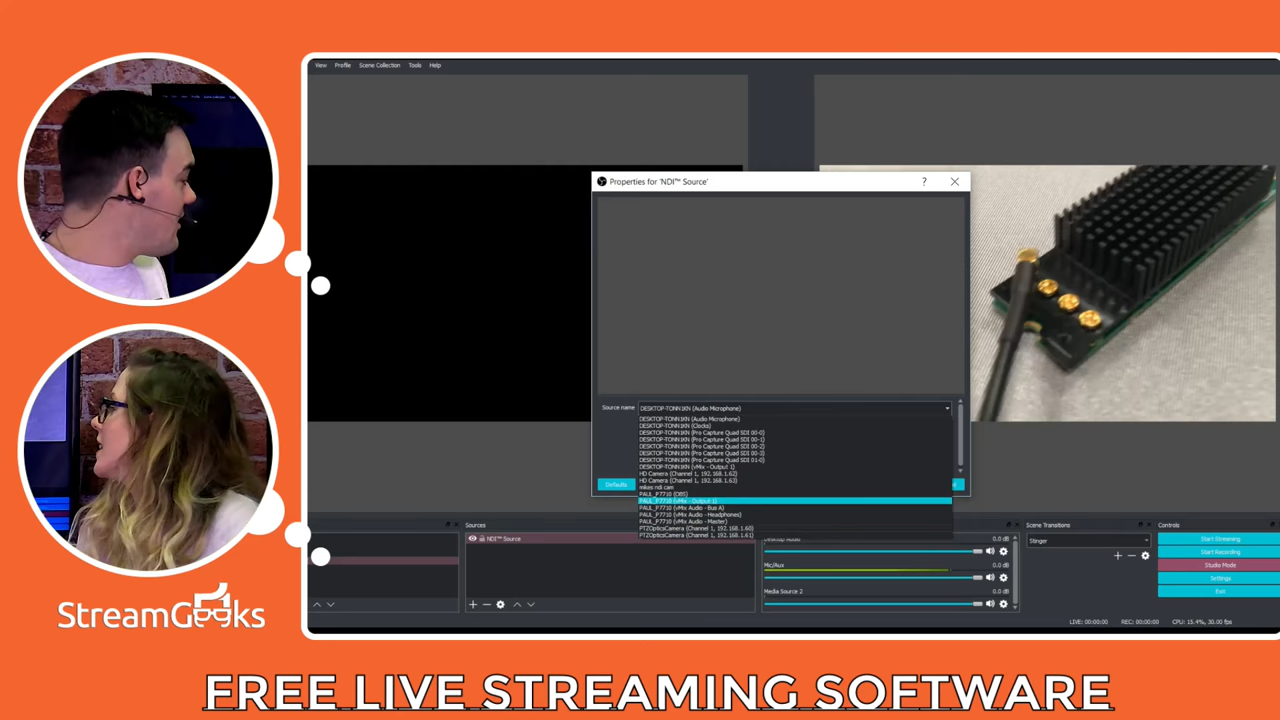 View Profile Scene Collection Tools Help
Properties for 'NDI™ Source' ?
Source name DESKTOP-TONN1KN (Audio Microphone)
DESKTOP-TONN1KN (Audio Microphone)
DESKTOP-TONN1KN (Clocks)
DESKTOP-TONN1KN (Pro Capture Quad SDI 00-0)
DESKTOP-TONN1KN (Pro Capture Quad SDI 00-1)
DESKTOP-TONN1KN (Pro Capture Quad SDI 00-2)
DESKTOP-TONN1KN (Pro Capture Quad SDI 00-3)
DESKTOP-TONN1KN (Pro Capture Quad SDI 01-0)
DESKTOP-TONN1KN (vMix - Output 1)
HD Camera (Channel 1, 192.168.1.62)
HD Camera (Channel 1, 192.168.1.63)
mikes ndi cam
PAUL_P7710 (OBS)
PAUL_P7710 (vMix - Output 1)
PAUL_P7710 (vMix Audio - Bus A)
PAUL_P7710 (vMix Audio - Headphones)
PAUL_P7710 (vMix Audio - Master)
PTZOpticsCamera (Channel 1, 192.168.1.60)
PTZOpticsCamera (Channel 1, 192.168.1.61)
Defaults
Sources
NDI™ Source
Desktop Audio 0.0 dB
Mic/Aux 0.0 dB
Media Source 2 0.0 dB
Scene Transitions
Stinger
Controls
Start Streaming
Start Recording
Studio Mode
Settings
Exit
LIVE: 00:00:00 REC: 00:00:00 CPU: 15.4%, 30.00 fps
StreamGeeks
FREE LIVE STREAMING SOFTWARE